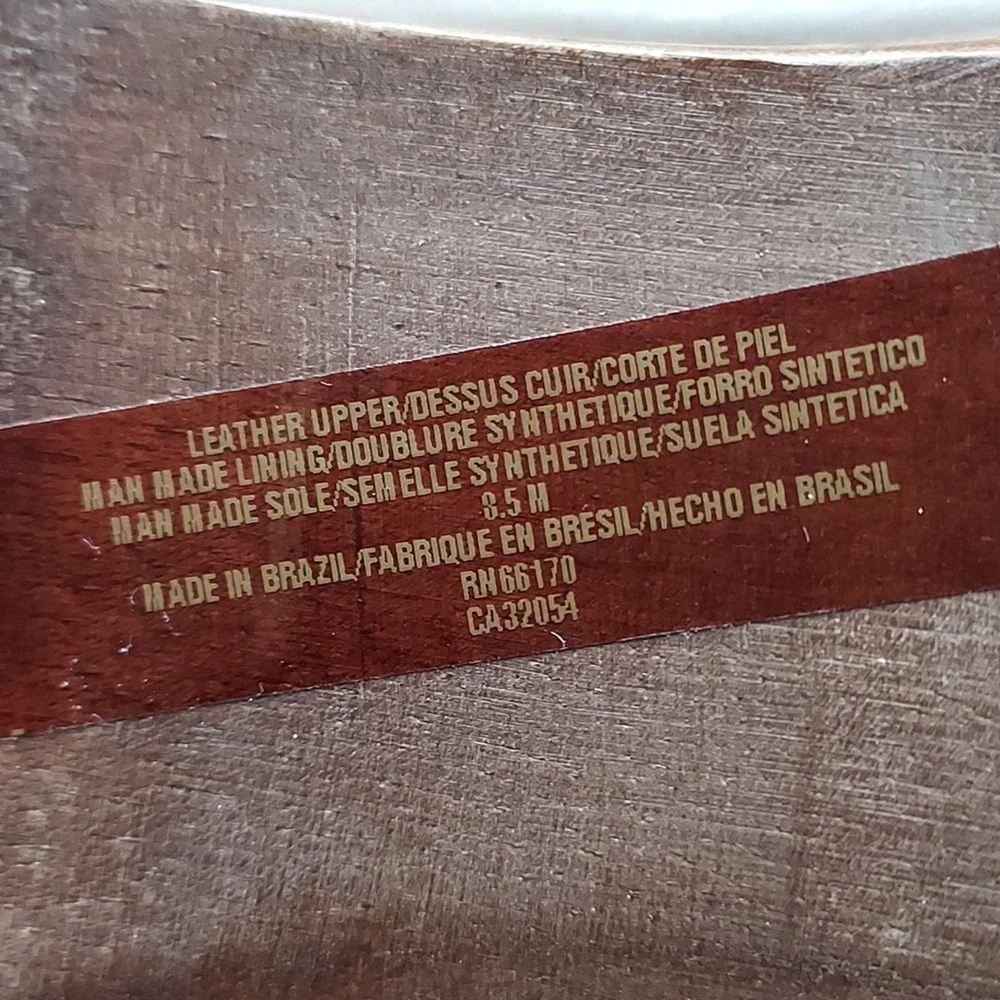 LEATHER UPPER/DESSUS CUIR/CORTE DE PIEL
MAN MADE LINING/DOUBLURE SYNTHETIQUE/FORRO SINTETICO
MAN MADE SOLE/SEMELLE SYNTHETIQUE/SUELA SINTETICA
8.5 M
MADE IN BRAZIL/FABRIQUE EN BRESIL/HECHO EN BRASIL
RN66170
CA32054